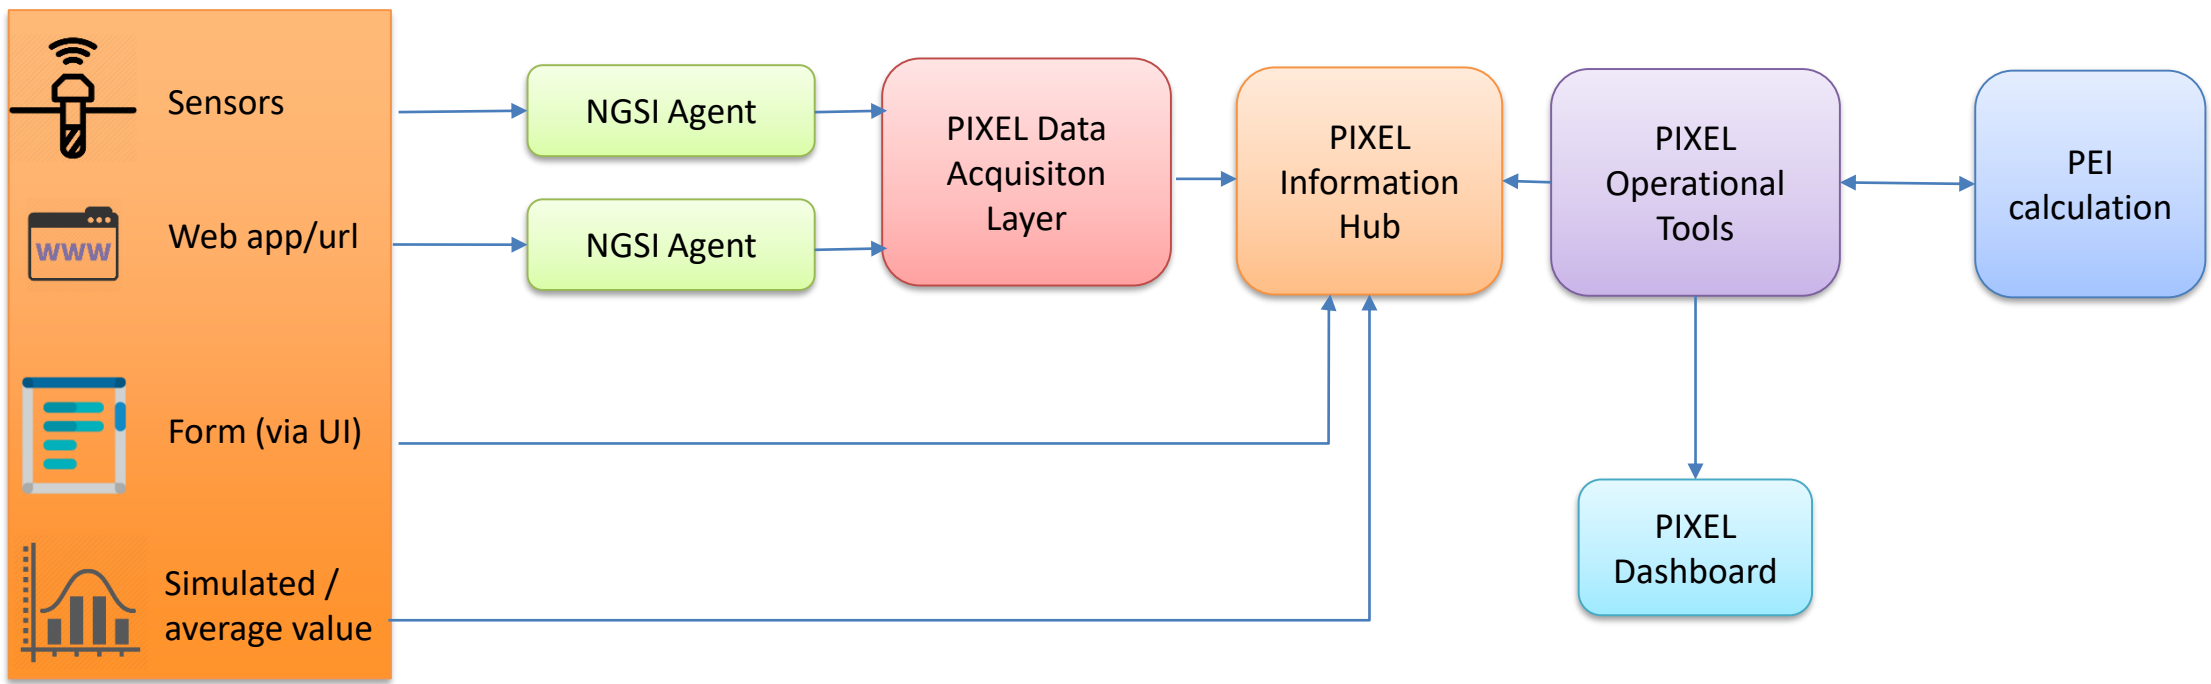 Sensors
Web app/url
WWW
Form (via UI)
Simulated /
average value
NGSI Agent
NGSI Agent
PIXEL Data
Acquisiton
Layer
PIXEL
Information
Hub
PIXEL
Operational
Tools
PEI
calculation
PIXEL
Dashboard